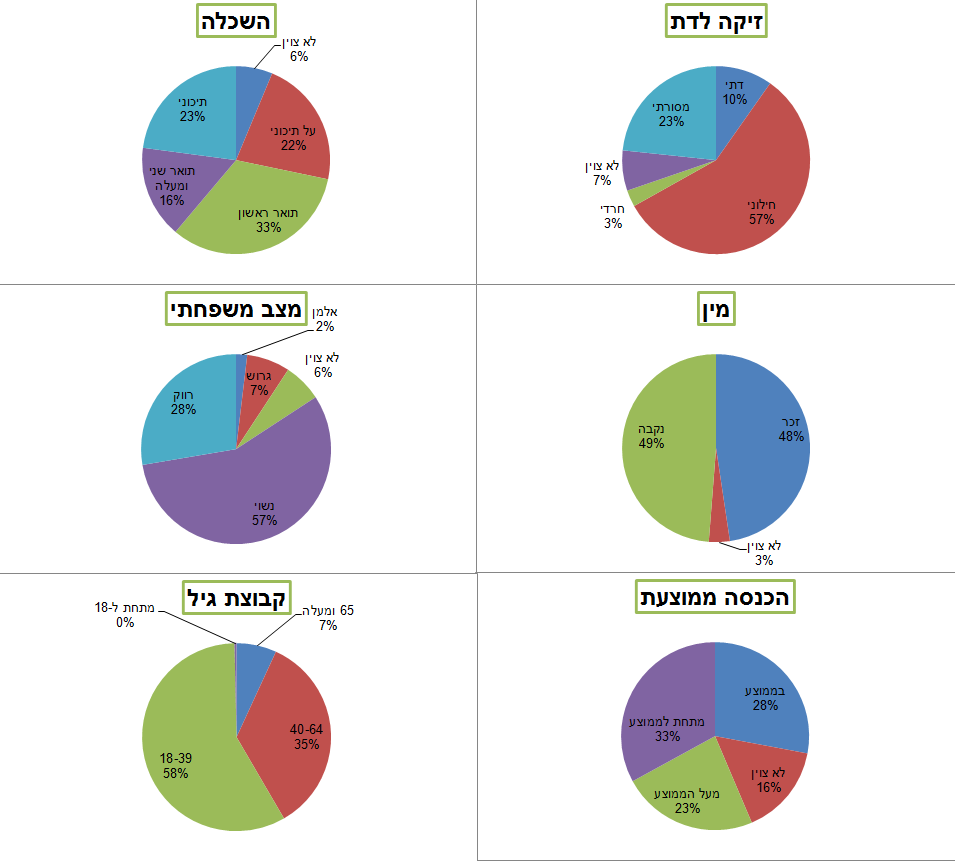 זיקה לדת
דתי
10%
חילוני
57%
חרדי
3%
לא צוין
7%
מסורתי
23%
השכלה
לא צוין
6%
על תיכוני
22%
תואר ראשון
33%
תואר שני
ומעלה
16%
תיכוני
23%
מין
זכר
48%
לא צוין
3%
נקבה
49%
מצב משפחתי
אלמן
2%
גרוש
7%
לא צוין
6%
נשוי
57%
רווק
28%
הכנסה ממוצעת
בממוצע
28%
לא צוין
16%
מעל הממוצע
23%
מתחת לממוצע
33%
קבוצת גיל
65 ומעלה
7%
40-64
35%
18-39
58%
מתחת ל-18
0%